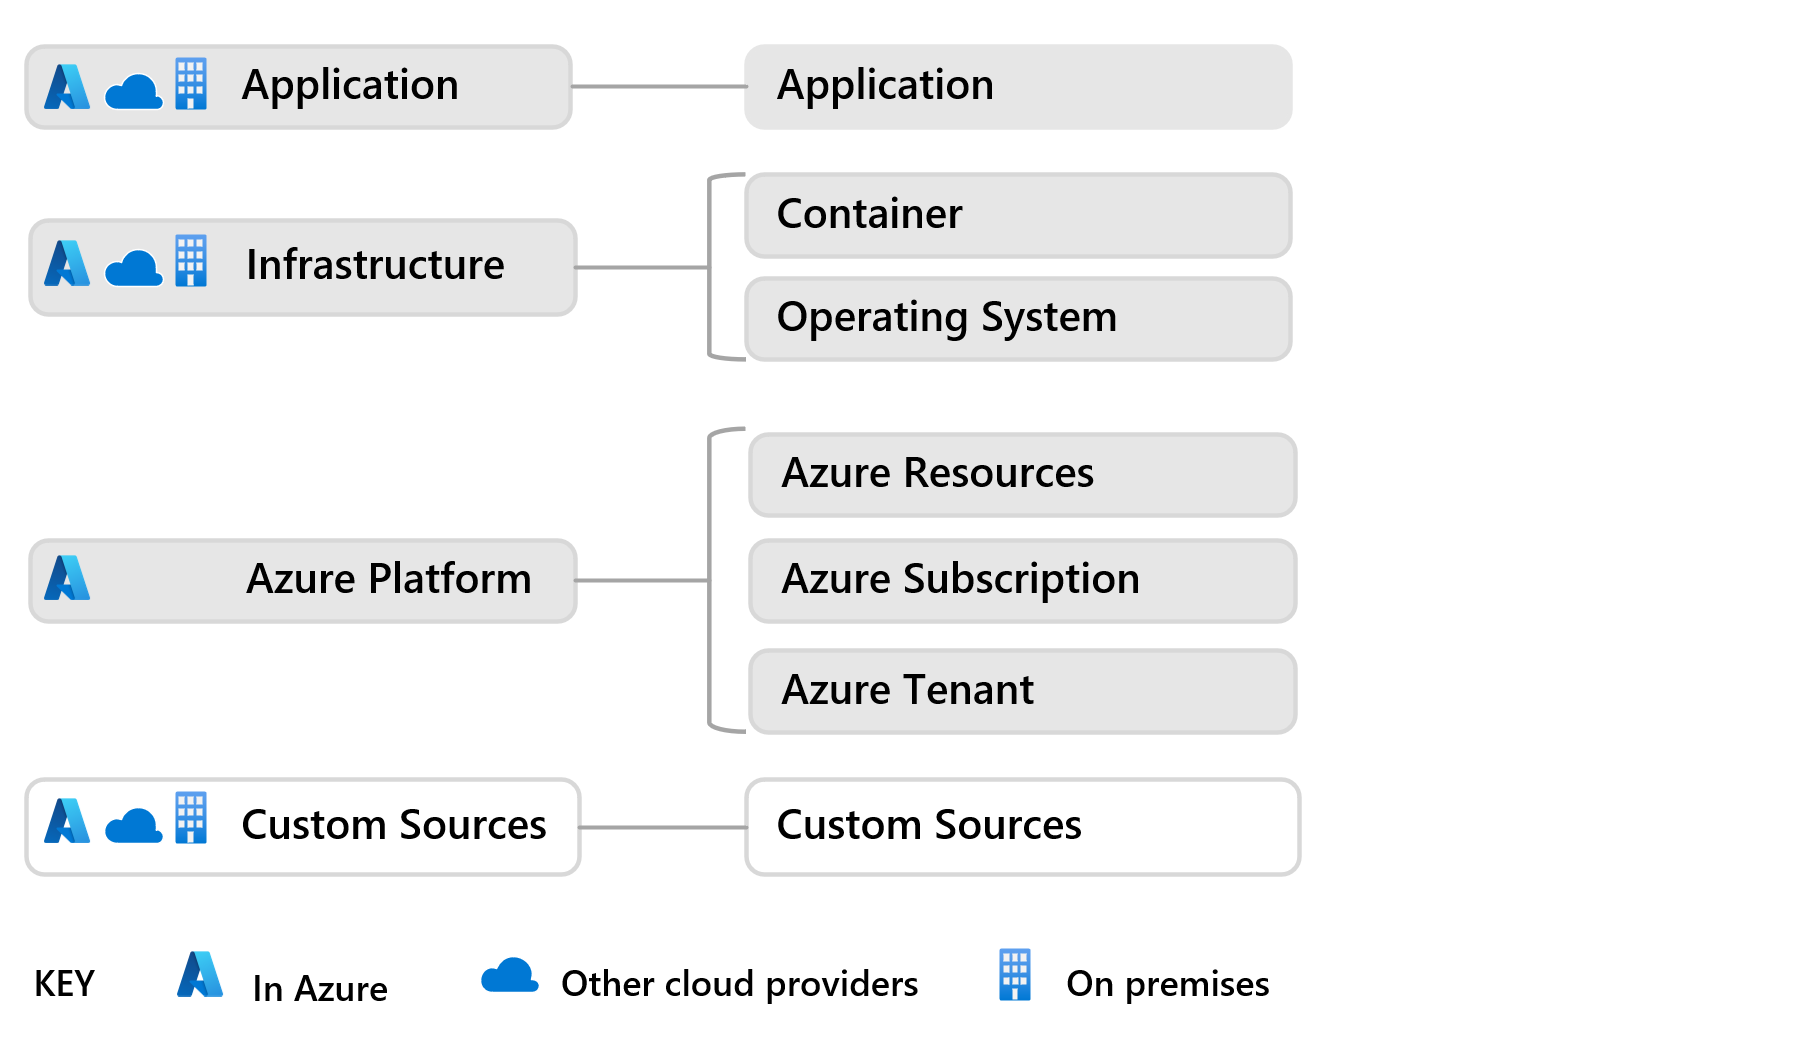 Application
Application
Infrastructure
Container
Operating System
Azure Platform
Azure Resources
Azure Subscription
Azure Tenant
Custom Sources
Custom Sources
KEY
In Azure
Other cloud providers
On premises